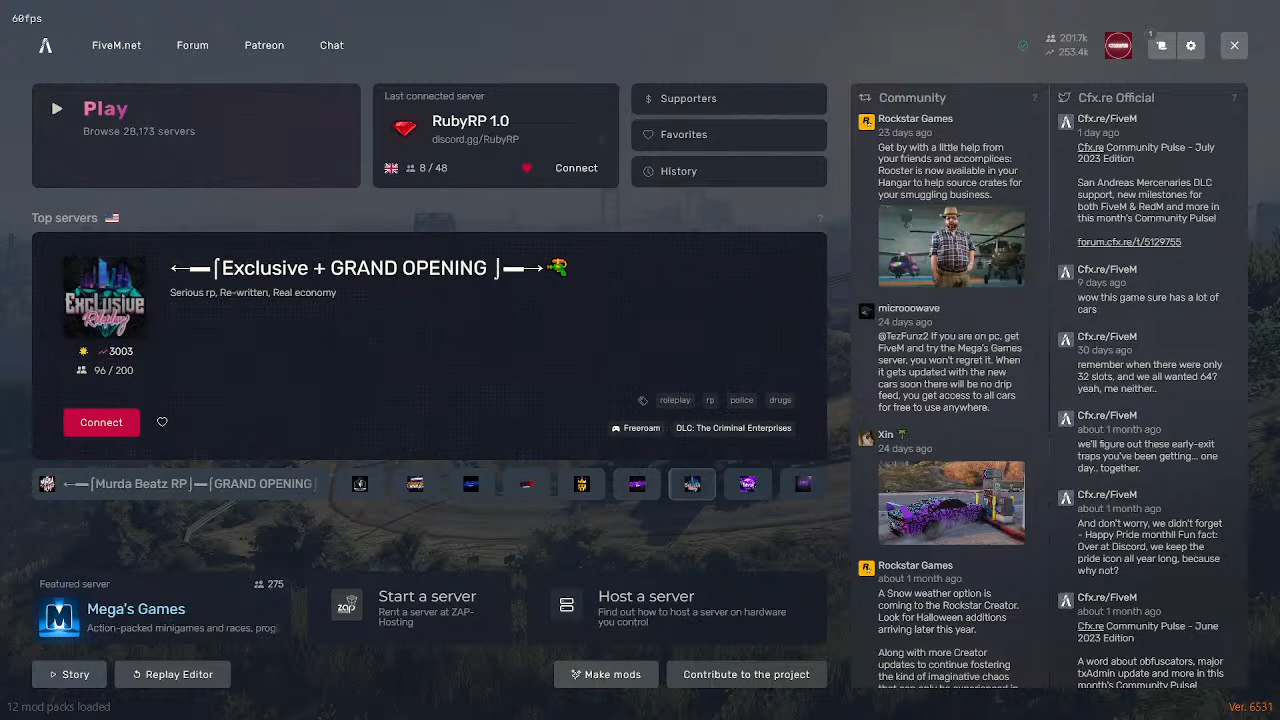 60fps
FiveM.net
Forum
Patreon
Chat
201.7k
253.4k
1
Play
Browse 28,173 servers
Last connected server
RubyRP 1.0
discord.gg/RubyRP
8 / 48
Connect
Supporters
Favorites
History
Top servers
?
EXCLUSIVE
Roleplay
←—⌠Exclusive + GRAND OPENING ⌡—→
Serious rp, Re-written, Real economy
3003
96 / 200
Connect
roleplay
rp
police
drugs
Freeroam
DLC: The Criminal Enterprises
←—⌠Murda Beatz RP⌡—⌠GRAND OPENING
Featured server
275
Mega's Games
Action-packed minigames and races, prog
ZAP
Start a server
Rent a server at ZAP-
Hosting
Host a server
Find out how to host a server on hardware
you control
Story
Replay Editor
Make mods
Contribute to the project
12 mod packs loaded
Community
?
Rockstar Games
23 days ago
Get by with a little help from
your friends and accomplices:
Rooster is now available in your
Hangar to help source crates for
your smuggling business.
microoowave
24 days ago
@TezFunz2 If you are on pc, get
FiveM and try the Mega's Games
server, you won't regret it. When
it gets updated with the new
cars soon there will be no drip
feed, you get access to all cars
for free to use anywhere.
Xin
24 days ago
Rockstar Games
about 1 month ago
A Snow weather option is
coming to the Rockstar Creator.
Look for Halloween additions
arriving later this year.
Along with more Creator
updates to continue fostering
the kind of imaginative chaos
that can only be experienced in
Cfx.re Official
?
Cfx.re/FiveM
1 day ago
Cfx.re Community Pulse - July
2023 Edition
San Andreas Mercenaries DLC
support, new milestones for
both FiveM & RedM and more in
this month's Community Pulse!
forum.cfx.re/t/5129755
Cfx.re/FiveM
9 days ago
wow this game sure has a lot of
cars
Cfx.re/FiveM
30 days ago
remember when there were only
32 slots, and we all wanted 64?
yeah, me neither..
Cfx.re/FiveM
about 1 month ago
we'll figure out these early-exit
traps you've been getting... one
day.. together.
Cfx.re/FiveM
about 1 month ago
And don't worry, we didn't forget
- Happy Pride month!! Fun fact:
Over at Discord, we keep the
pride icon all year long, because
why not?
Cfx.re/FiveM
about 1 month ago
Cfx.re Community Pulse - June
2023 Edition
A word about obfuscators, major
txAdmin update and more in this
month's Community Pulse!
Ver. 6531